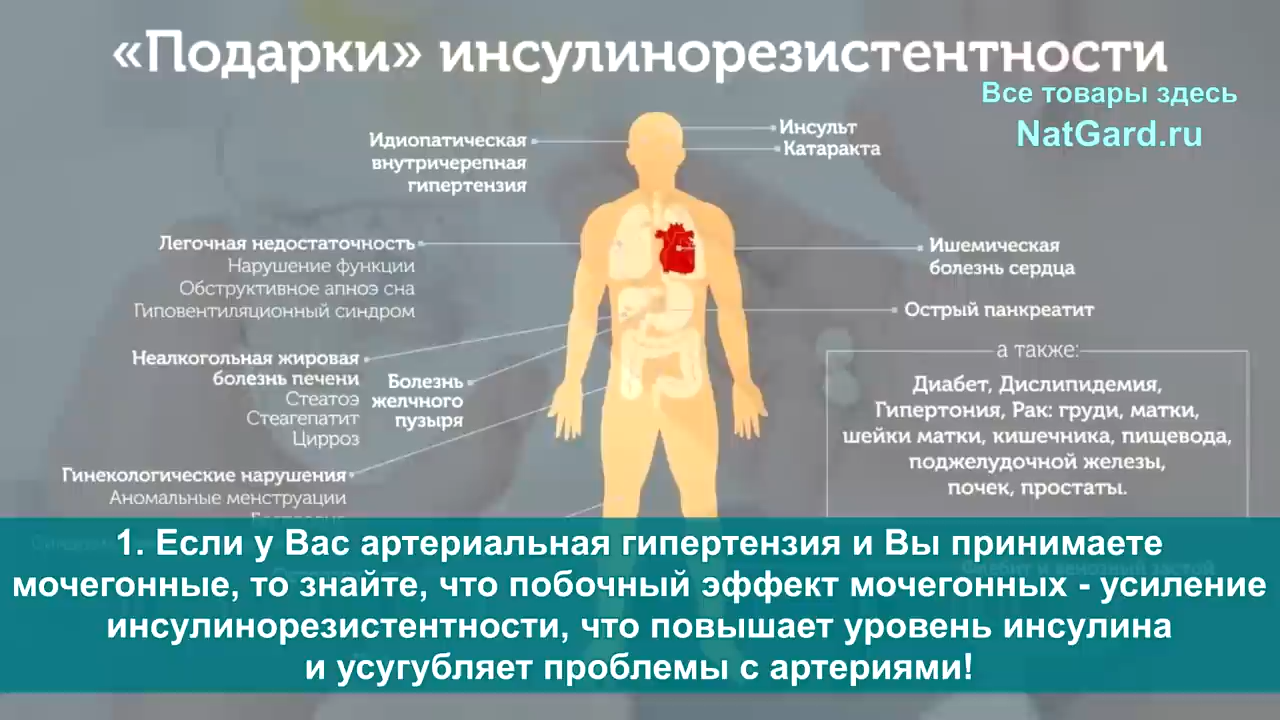 «Подарки» инсулинорезистентности
Все товары здесь
NatGard.ru
Идиопатическая
внутричерепная
гипертензия
Инсульт
Катаракта
Легочная недостаточность
Нарушение функции
Обструктивное апноэ сна
Гиповентиляционный синдром
Ишемическая
болезнь сердца
Острый панкреатит
Неалкогольная жировая
болезнь печени
Стеатоз
Стеагепатит
Цирроз
Болезнь
желчного
пузыря
а также:
Диабет, Дислипидемия,
Гипертония, Рак: груди, матки,
шейки матки, кишечника, пищевода,
поджелудочной железы,
почек, простаты.
Гинекологические нарушения
Аномальные менструации
1. Если у Вас артериальная гипертензия и Вы принимаете
мочегонные, то знайте, что побочный эффект мочегонных - усиление
инсулинорезистентности, что повышает уровень инсулина
и усугубляет проблемы с артериями!